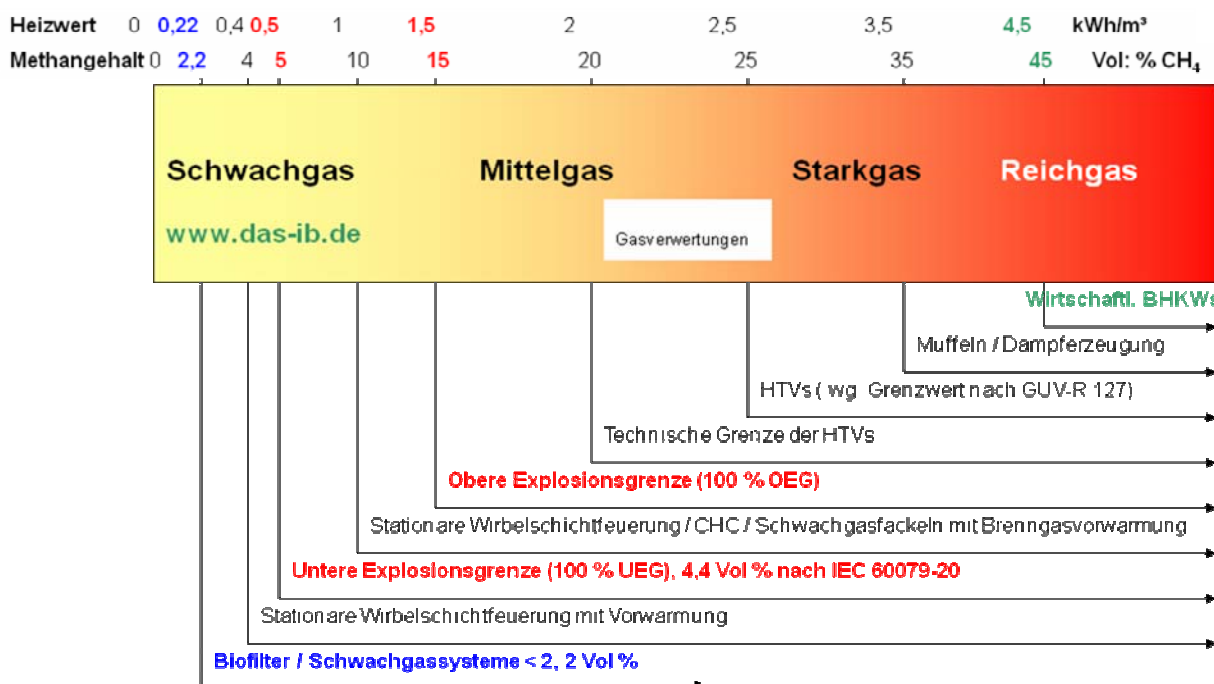 Heizwert 0 0,22 0,4 0,5 1 1,5 2 2,5 3,5 4,5 kWh/m³
Methangehalt 0 2,2 4 5 10 15 20 25 35 45 Vol: % CH₄
Schwachgas Mittelgas Starkgas Reichgas
www.das-ib.de
Gasverwertungen
Wirtschaftl. BHKWs
Muffeln / Dampferzeugung
HTVs ( wg Grenzwert nach GUV-R 127)
Technische Grenze der HTVs
Obere Explosionsgrenze (100 % OEG)
Stationare Wirbelschichtfeuerung / CHC / Schwachgasfackeln mit Brenngasvorwarmung
Untere Explosionsgrenze (100 % UEG), 4,4 Vol % nach IEC 60079-20
Stationare Wirbelschichtfeuerung mit Vorwarmung
Biofilter / Schwachgassysteme < 2, 2 Vol %